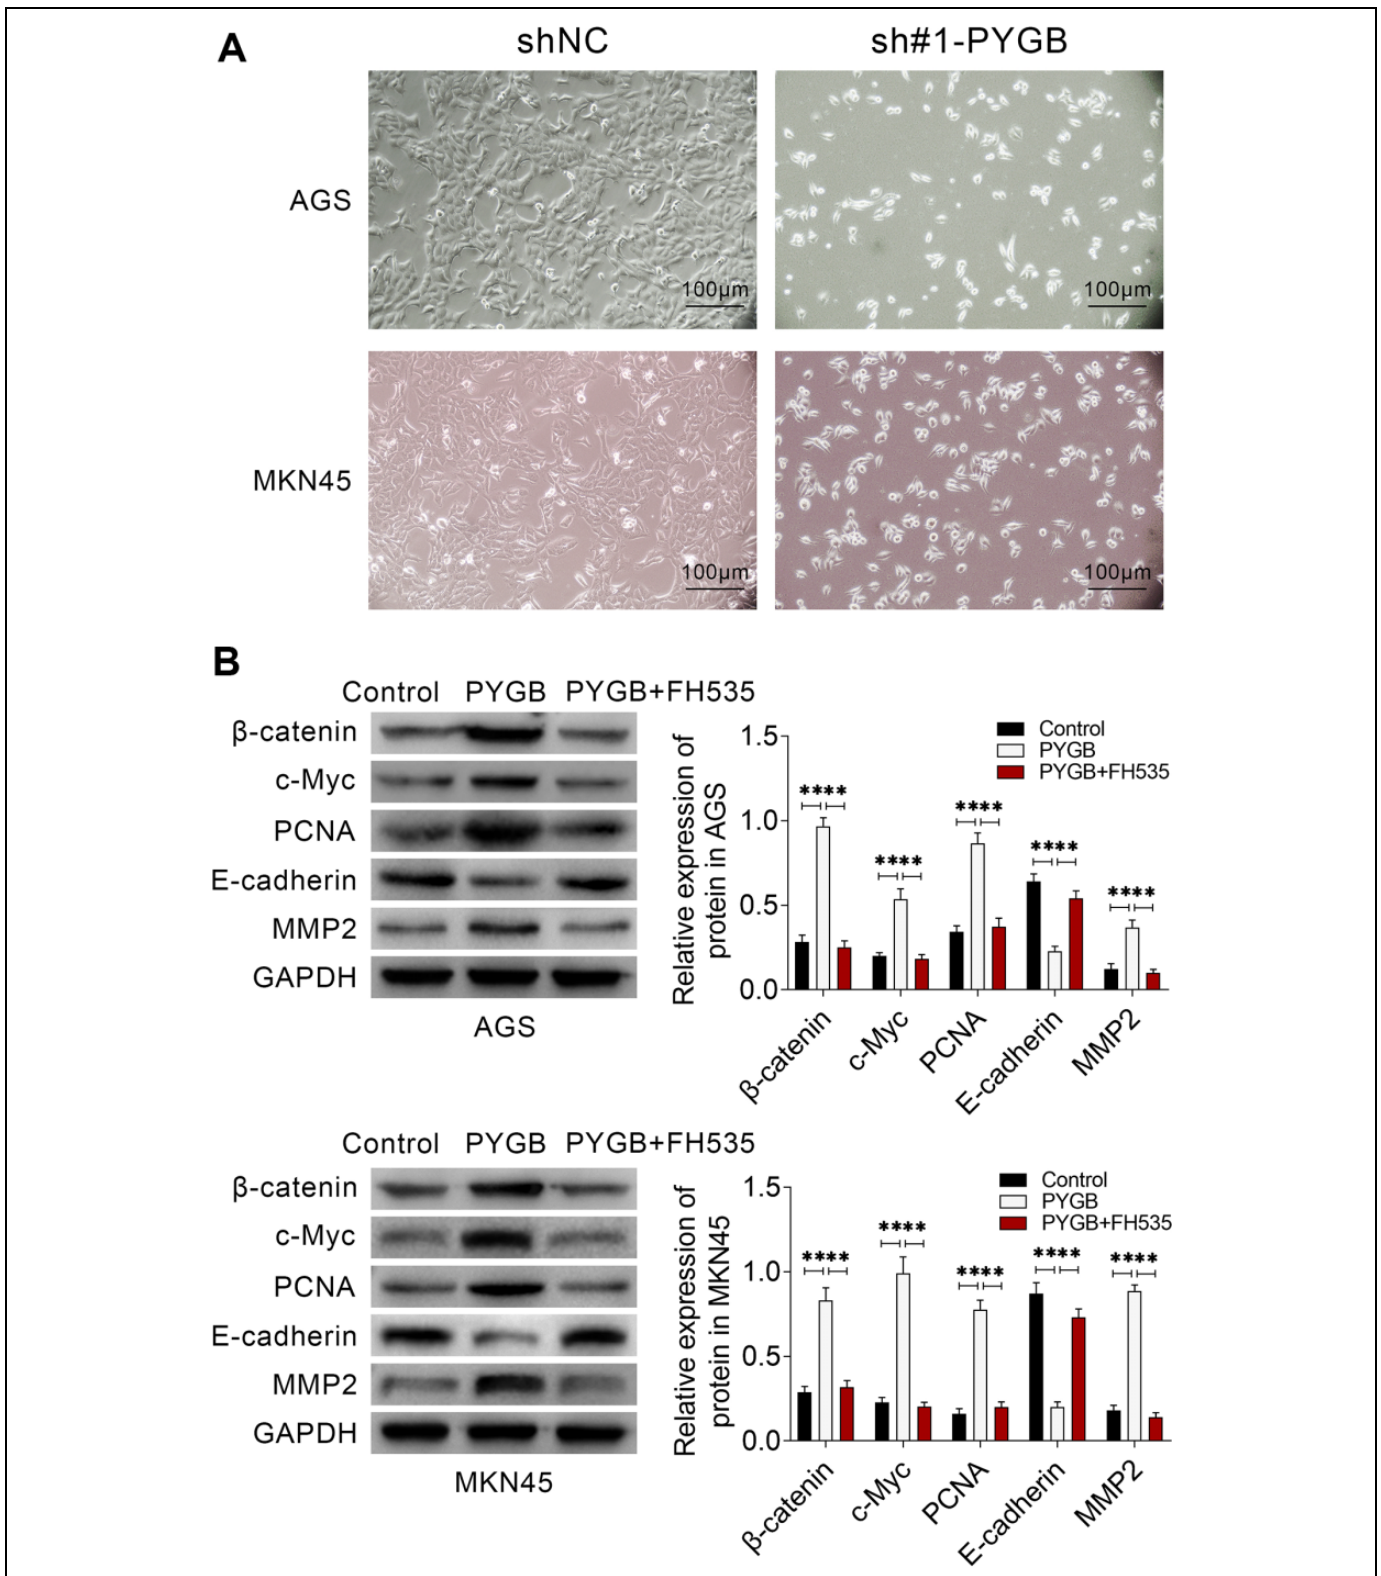 A
shNC
sh#1-PYGB
AGS
100μm
100μm
MKN45
100μm
100μm
B
Control PYGB PYGB+FH535
β-catenin
c-Myc
PCNA
E-cadherin
MMP2
GAPDH
AGS
Relative expression of
protein in AGS
1.5
1.0
0.5
0.0
Control
PYGB
PYGB+FH535
****
****
****
****
****
β-catenin
c-Myc
PCNA
E-cadherin
MMP2
Control PYGB PYGB+FH535
β-catenin
c-Myc
PCNA
E-cadherin
MMP2
GAPDH
MKN45
Relative expression of
protein in MKN45
1.5
1.0
0.5
0.0
Control
PYGB
PYGB+FH535
****
****
****
****
****
β-catenin
c-Myc
PCNA
E-cadherin
MMP2